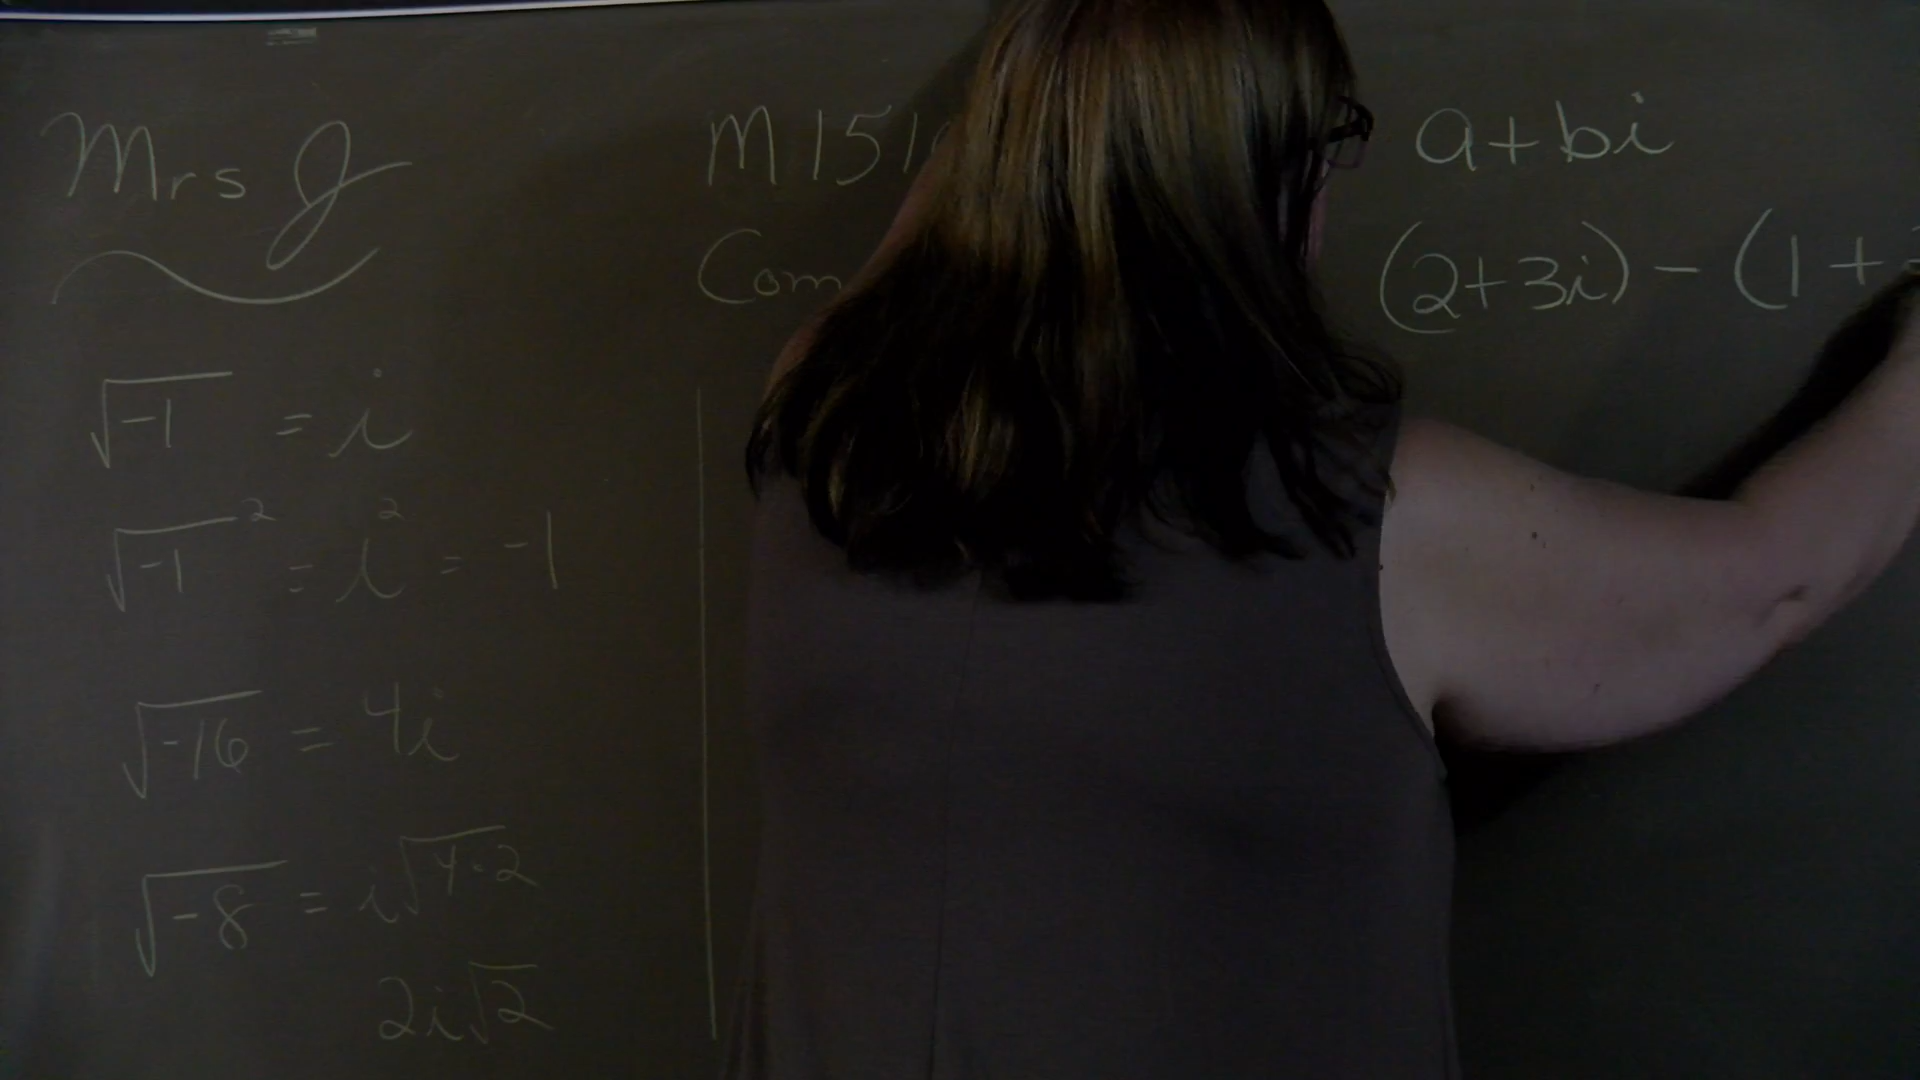 Mrs J
√-1 = i
√-1² = i² = -1
√-16 = 4i
√-8 = i√4·2
2i√2
M151
Com
a+bi
(2+3i) - (1+